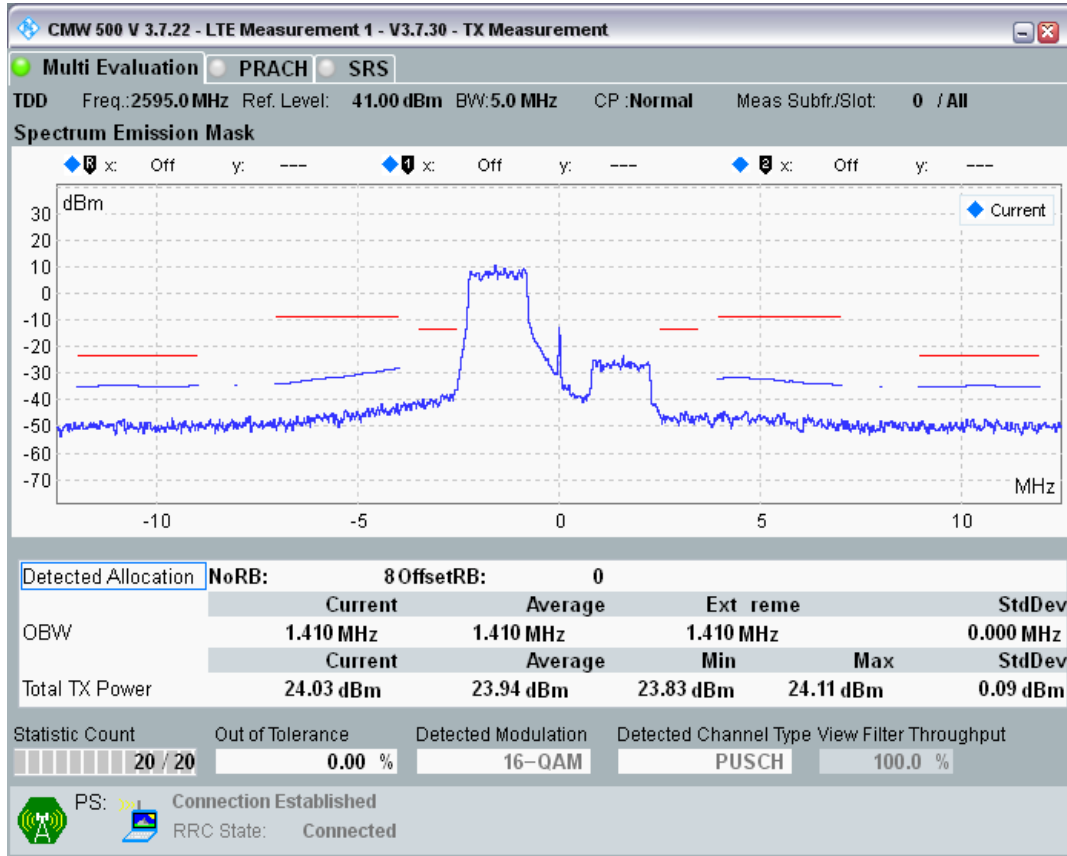 CMW 500 V 3.7.22 - LTE Measurement 1 - V3.7.30 - TX Measurement
Multi Evaluation PRACH SRS
TDD Freq.:2595.0 MHz Ref. Level: 41.00 dBm BW:5.0 MHz CP :Normal Meas Subfr./Slot: 0 / All
Spectrum Emission Mask
R x: Off y: --- 1 x: Off y: --- 2 x: Off y: ---
dBm
Current
30
20
10
0
-10
-20
-30
-40
-50
-60
-70
MHz
-10 -5 0 5 10
Detected Allocation NoRB: 8 OffsetRB: 0
Current Average Ext reme StdDev
OBW 1.410 MHz 1.410 MHz 1.410 MHz 0.000 MHz
Current Average Min Max StdDev
Total TX Power 24.03 dBm 23.94 dBm 23.83 dBm 24.11 dBm 0.09 dBm
Statistic Count Out of Tolerance Detected Modulation Detected Channel Type View Filter Throughput
20 / 20 0.00 % 16-QAM PUSCH 100.0 %
PS: Connection Established
RRC State: Connected